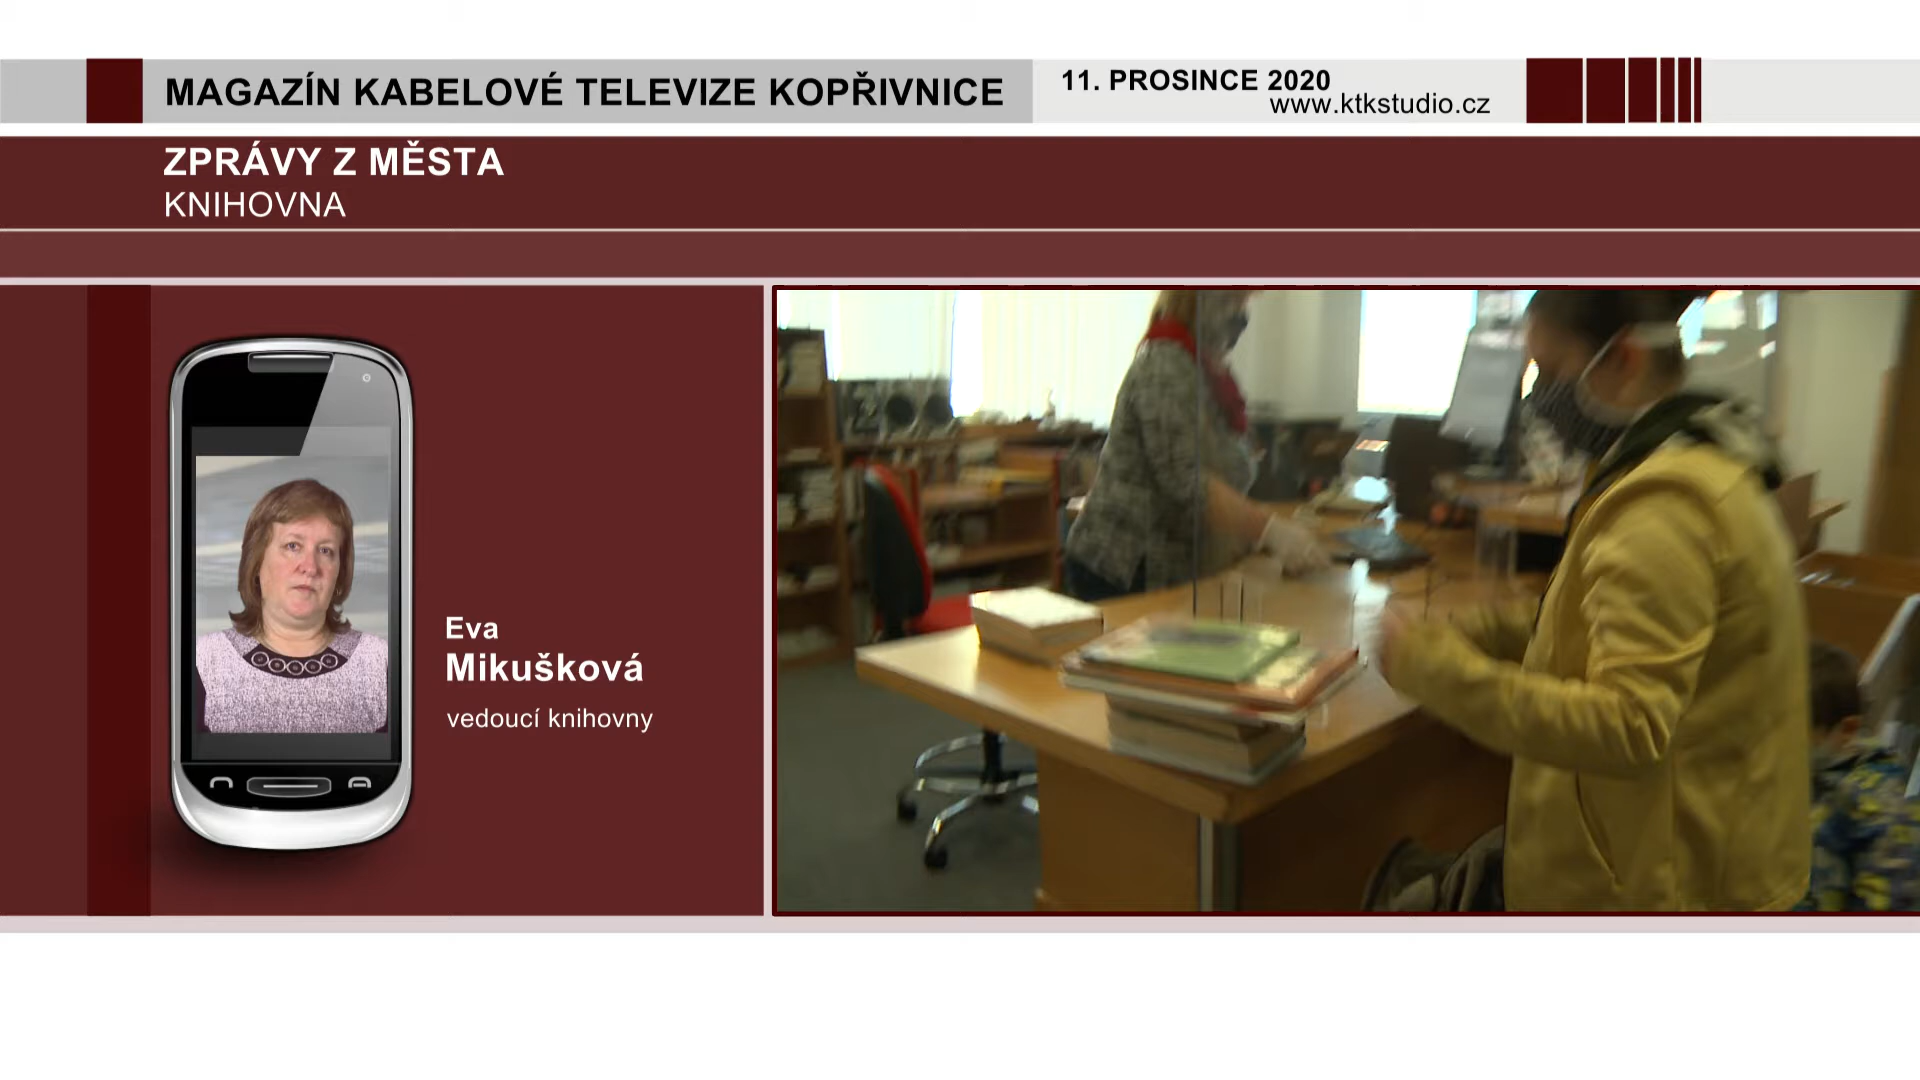 MAGAZÍN KABELOVÉ TELEVIZE KOPŘIVNICE
11. PROSINCE 2020
www.ktkstudio.cz
ZPRÁVY Z MĚSTA
KNIHOVNA
Eva
Mikušková
vedoucí knihovny